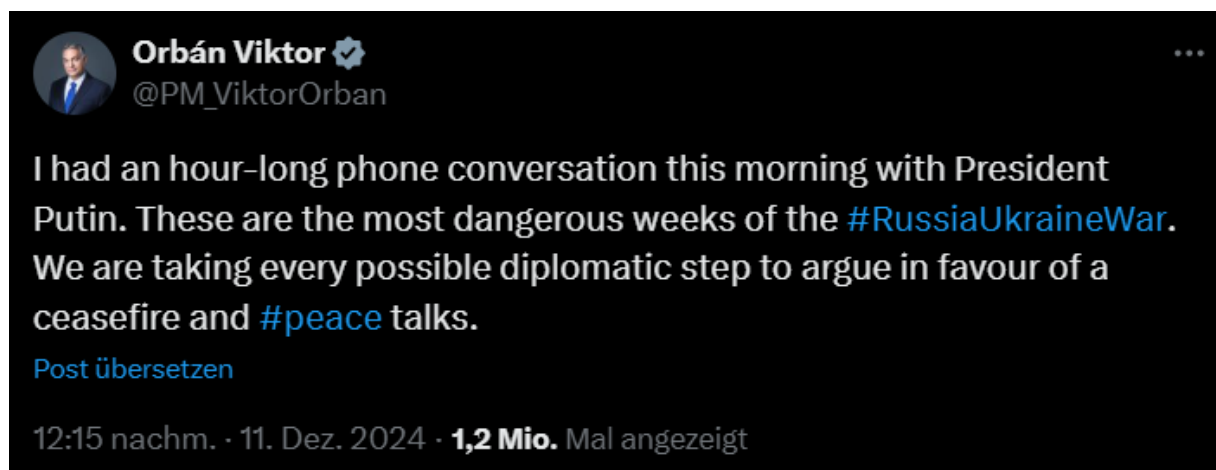 Orbán Viktor
@PM_ViktorOrban
I had an hour-long phone conversation this morning with President
Putin. These are the most dangerous weeks of the #RussiaUkraineWar.
We are taking every possible diplomatic step to argue in favour of a
ceasefire and #peace talks.
Post übersetzen
12:15 nachm. · 11. Dez. 2024 · 1,2 Mio. Mal angezeigt